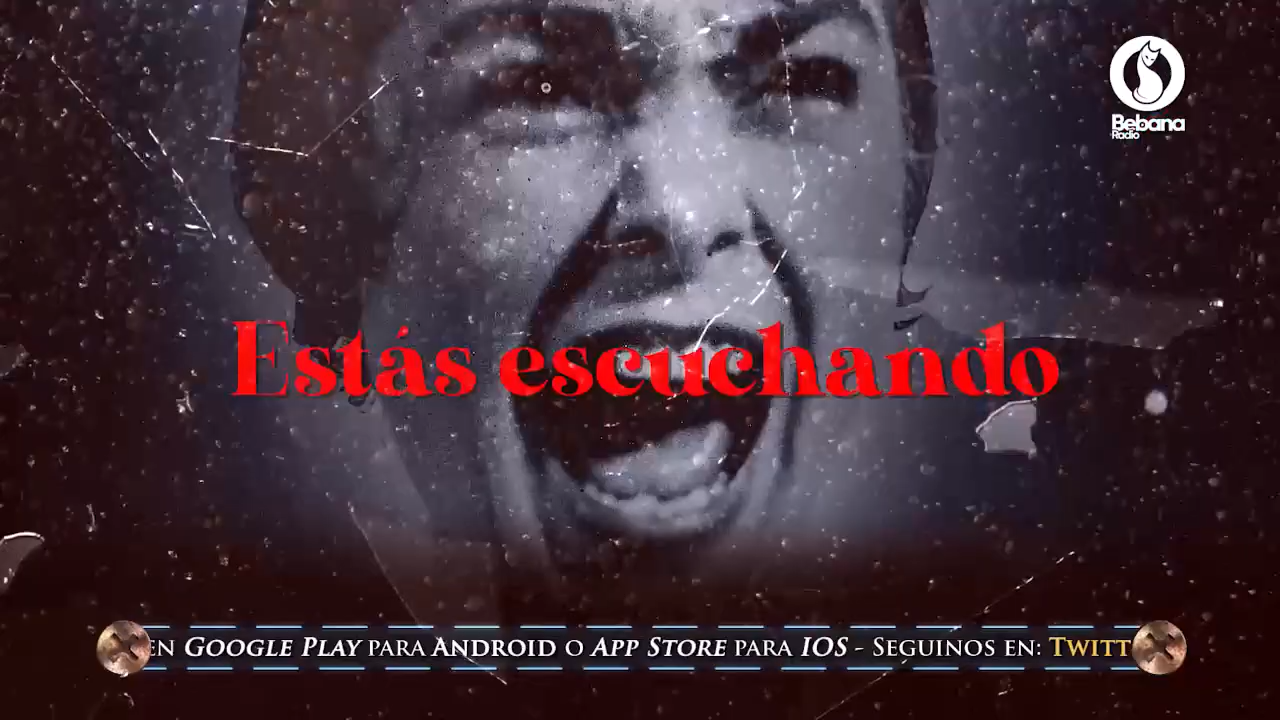 Bebana
Radio
Estás escuchando
EN GOOGLE PLAY PARA ANDROID O APP STORE PARA IOS - SEGUINOS EN: TWITT